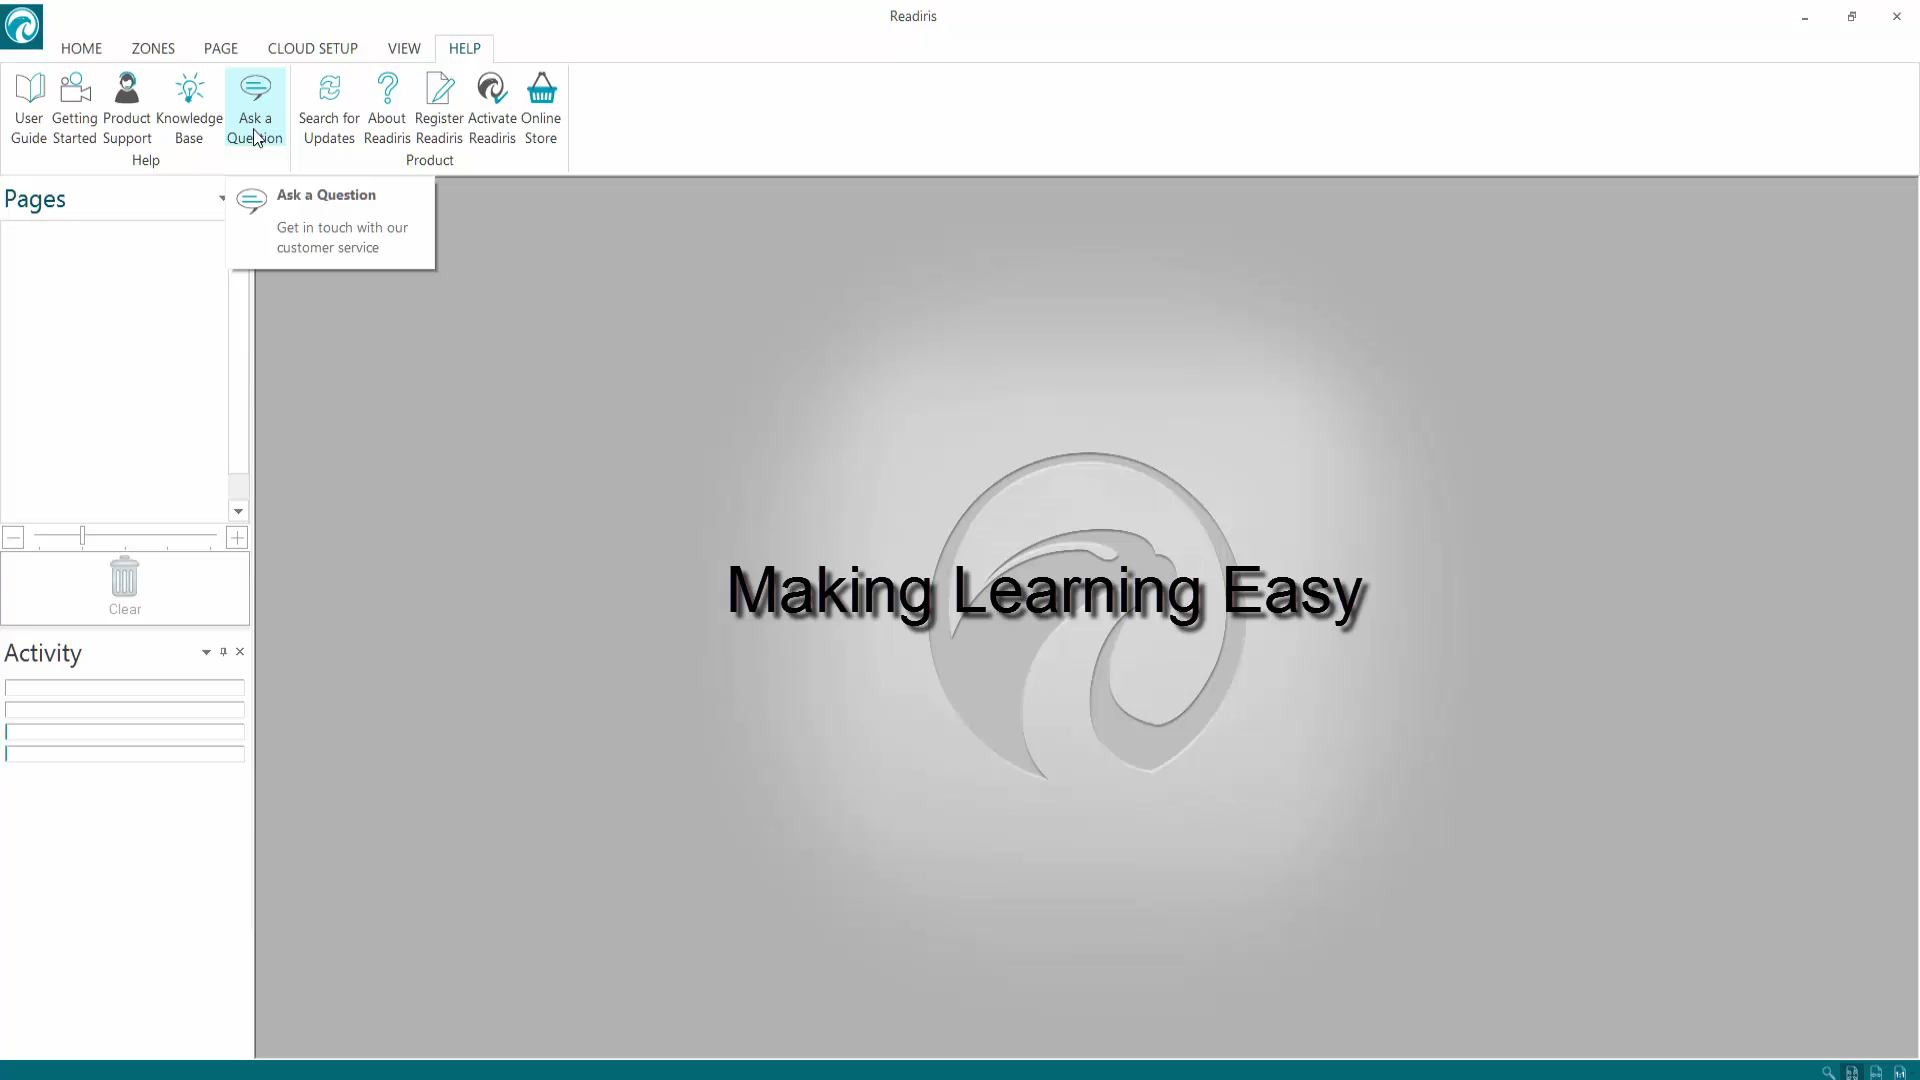 Readiris
HOME ZONES PAGE CLOUD SETUP VIEW HELP
User Guide
Getting Started
Product Support
Knowledge Base
Ask a Question
Search for Updates
About Readiris
Register Readiris
Activate Readiris
Online Store
Help
Product
Pages
Ask a Question
Get in touch with our
customer service
Making Learning Easy
Clear
Activity